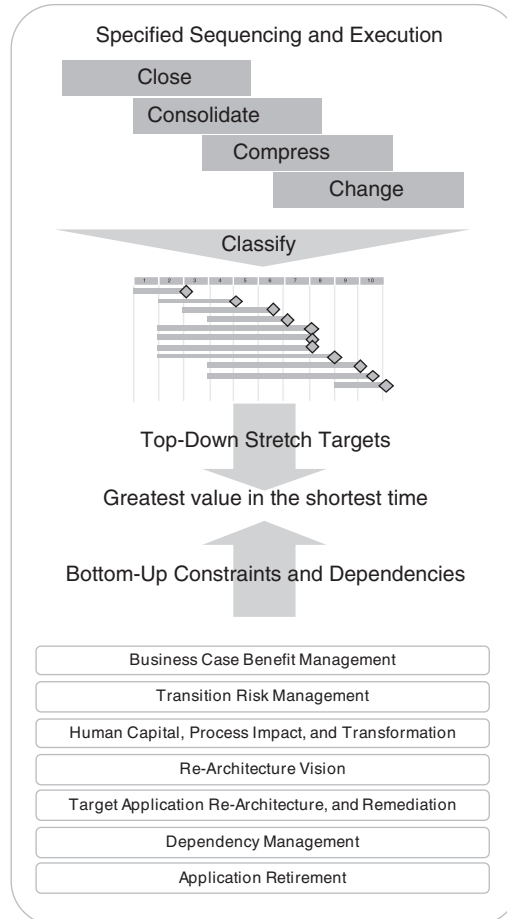 Specified Sequencing and Execution
Close
Consolidate
Compress
Change
Classify
1 2 3 4 5 6 7 8 9 10
Top-Down Stretch Targets
Greatest value in the shortest time
Bottom-Up Constraints and Dependencies
Business Case Benefit Management
Transition Risk Management
Human Capital, Process Impact, and Transformation
Re-Architecture Vision
Target Application Re-Architecture, and Remediation
Dependency Management
Application Retirement